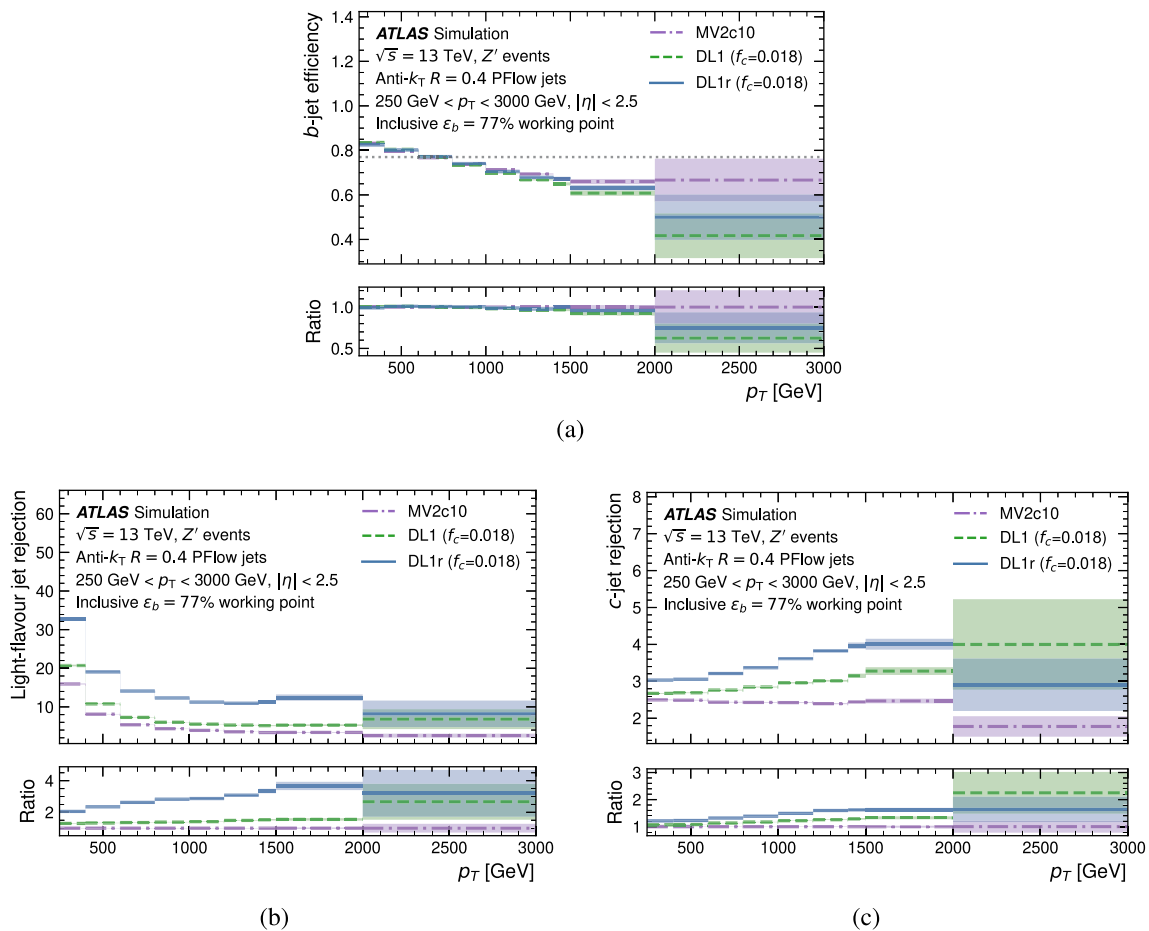 ATLAS Simulation
√s = 13 TeV, Z′ events
Anti-kT R = 0.4 PFlow jets
250 GeV < pT < 3000 GeV, |η| < 2.5
Inclusive εb = 77% working point
MV2c10
DL1 (fc=0.018)
DL1r (fc=0.018)
b-jet efficiency
1.4
1.2
1.0
0.8
0.6
0.4
Ratio
1.0
0.5
500 1000 1500 2000 2500 3000
pT [GeV]
(a)
ATLAS Simulation
√s = 13 TeV, Z′ events
Anti-kT R = 0.4 PFlow jets
250 GeV < pT < 3000 GeV, |η| < 2.5
Inclusive εb = 77% working point
MV2c10
DL1 (fc=0.018)
DL1r (fc=0.018)
Light-flavour jet rejection
60
50
40
30
20
10
Ratio
4
2
500 1000 1500 2000 2500 3000
pT [GeV]
(b)
ATLAS Simulation
√s = 13 TeV, Z′ events
Anti-kT R = 0.4 PFlow jets
250 GeV < pT < 3000 GeV, |η| < 2.5
Inclusive εb = 77% working point
MV2c10
DL1 (fc=0.018)
DL1r (fc=0.018)
c-jet rejection
8
7
6
5
4
3
2
Ratio
3
2
1
500 1000 1500 2000 2500 3000
pT [GeV]
(c)